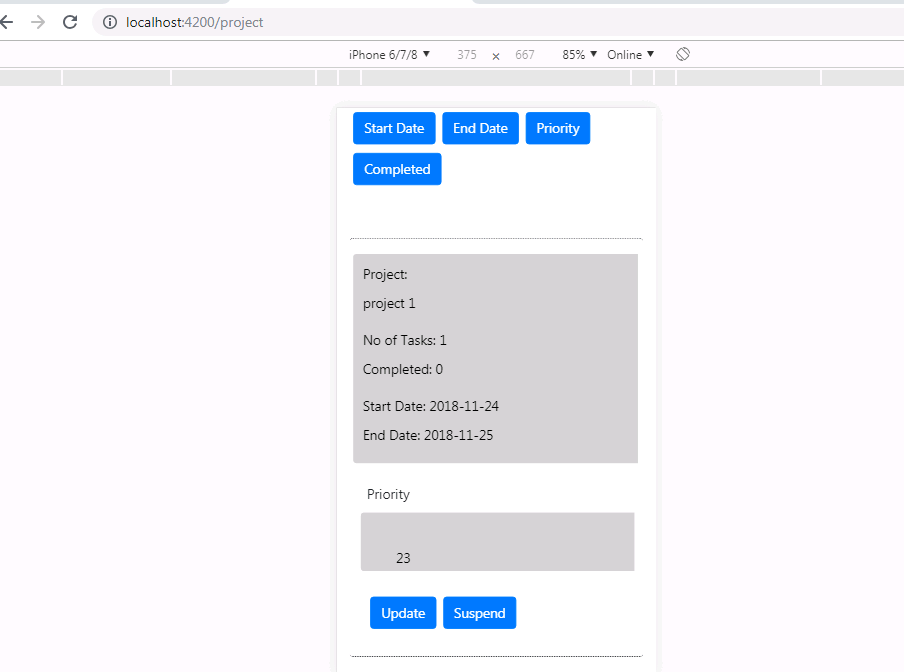 localhost:4200/project
iPhone 6/7/8 375 x 667 85% Online
Start Date End Date Priority
Completed
Project:
project 1
No of Tasks: 1
Completed: 0
Start Date: 2018-11-24
End Date: 2018-11-25
Priority
23
Update Suspend